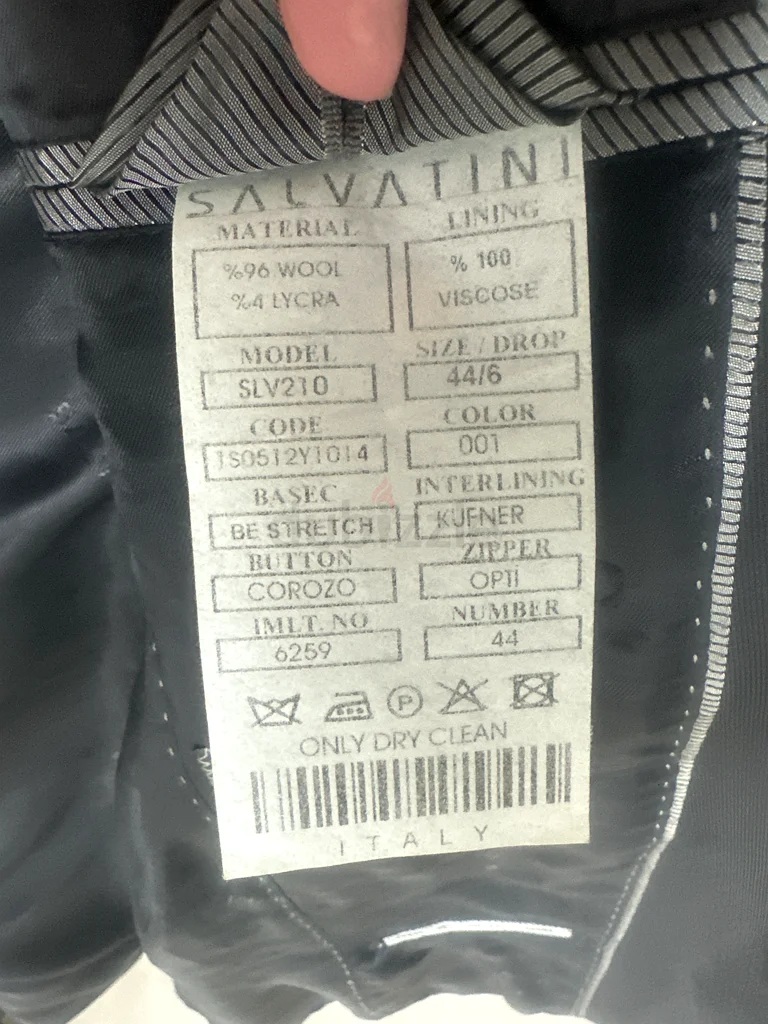 SALVATINI
MATERIAL LINING
%96 WOOL % 100
%4 LYCRA VISCOSE
MODEL SIZE / DROP
SLV210 44/6
CODE COLOR
1S0512Y1014 001
BASEC INTERLINING
BE STRETCH KUFNER
BUTTON ZIPPER
COROZO OPTi
IMLT. NO NUMBER
6259 44
P
ONLY DRY CLEAN
ITALY